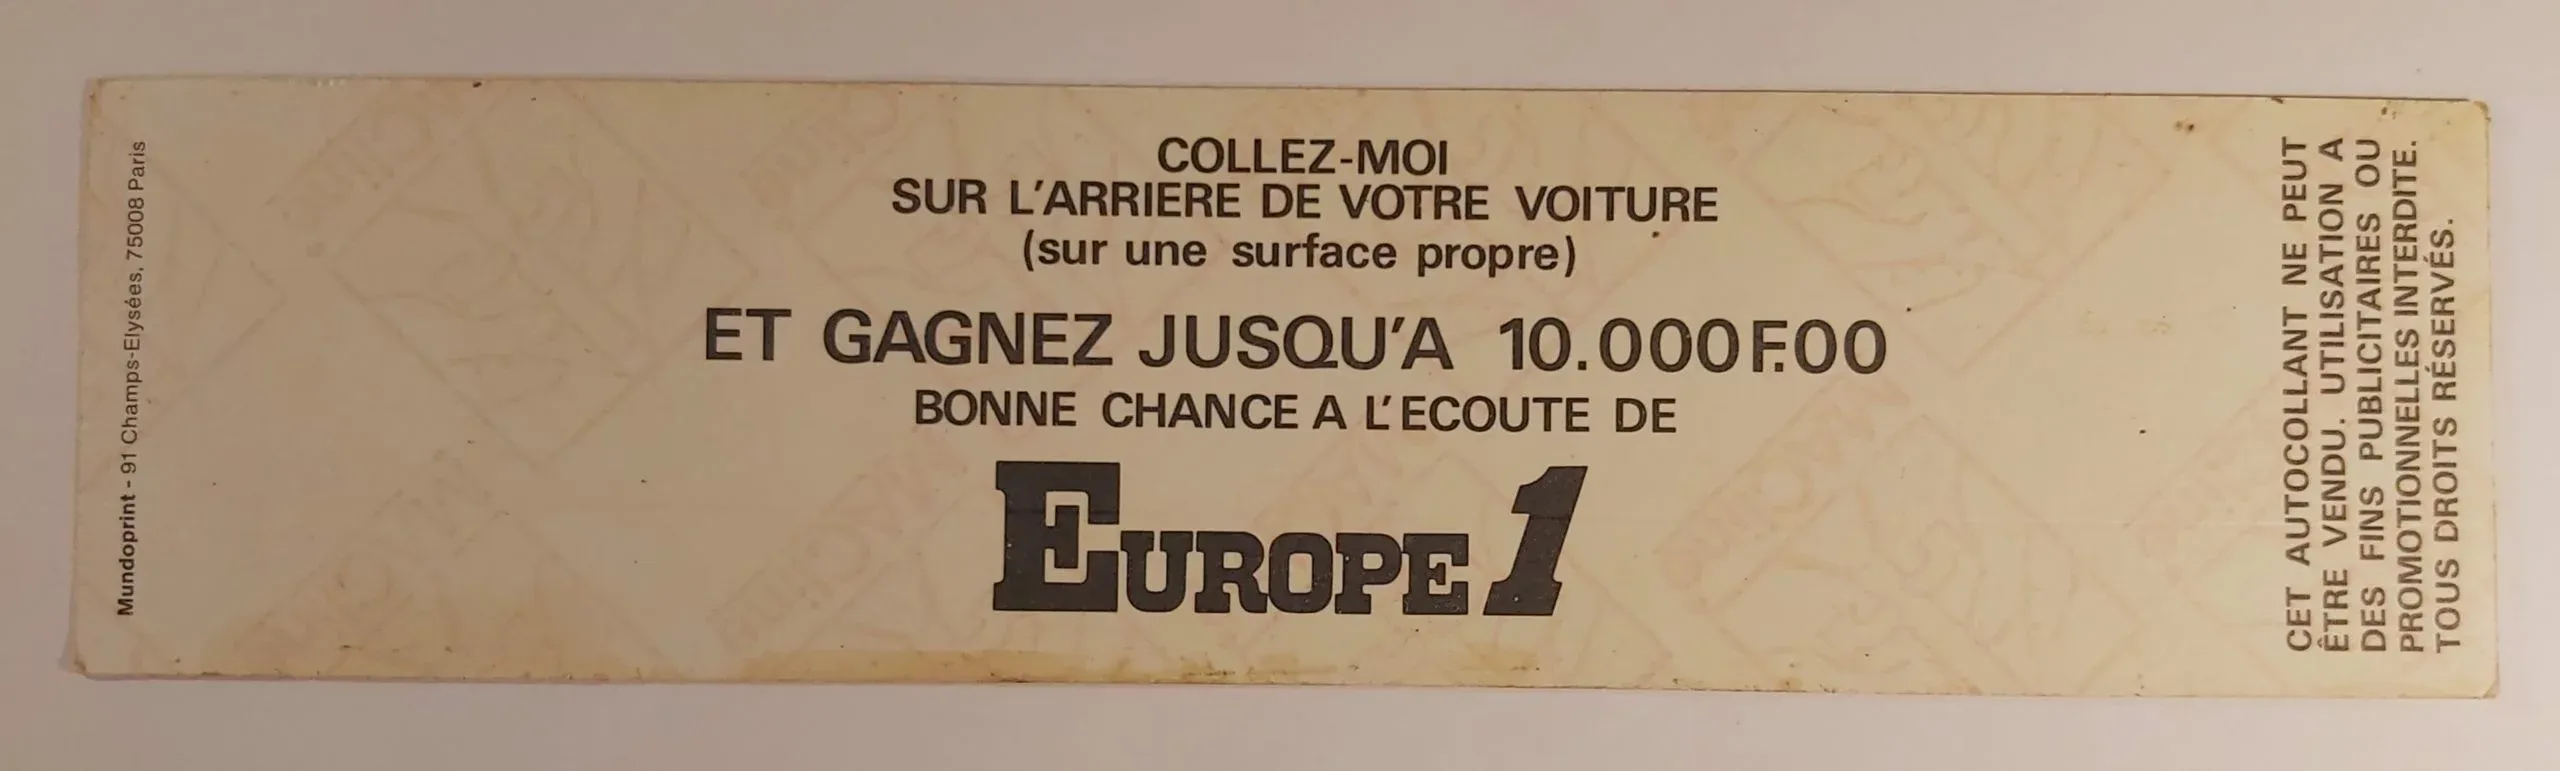 Mundoprint - 91 Champs-Elysées, 75008 Paris
COLLEZ-MOI
SUR L'ARRIERE DE VOTRE VOITURE
(sur une surface propre)
ET GAGNEZ JUSQU'A 10.000F.00
BONNE CHANCE A L'ECOUTE DE
EUROPE 1
CET AUTOCOLLANT NE PEUT
ÊTRE VENDU. UTILISATION A
DES FINS PUBLICITAIRES OU
PROMOTIONNELLES INTERDITE.
TOUS DROITS RÉSERVÉS.